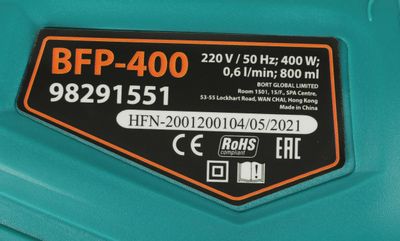 BFP-400
98291551
220 V / 50 Hz; 400 W;
0,6 l/min; 800 ml
BORT GLOBAL LIMITED
Room 1501, 15/F., SPA Centre,
53-55 Lockhart Road, WAN CHAI, Hong Kong
Made in China
HFN-2001200104/05/2021
CE RoHS
compliant
EAC